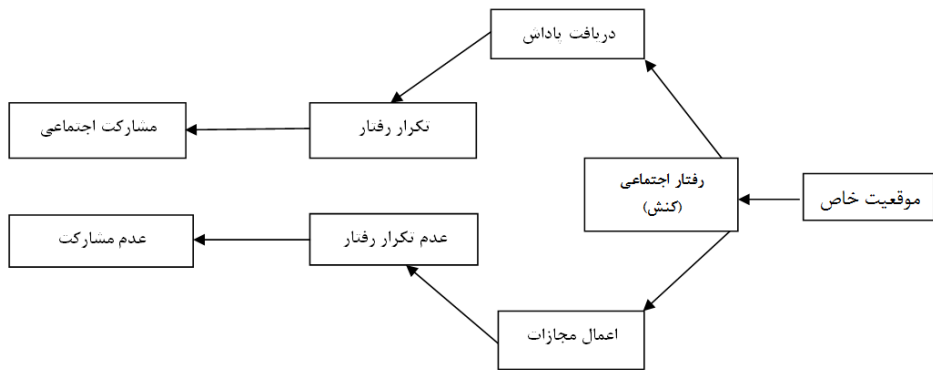 موقعیت خاص
رفتار اجتماعی
(کنش)
دریافت پاداش
تکرار رفتار
مشارکت اجتماعی
اعمال مجازات
عدم تکرار رفتار
عدم مشارکت